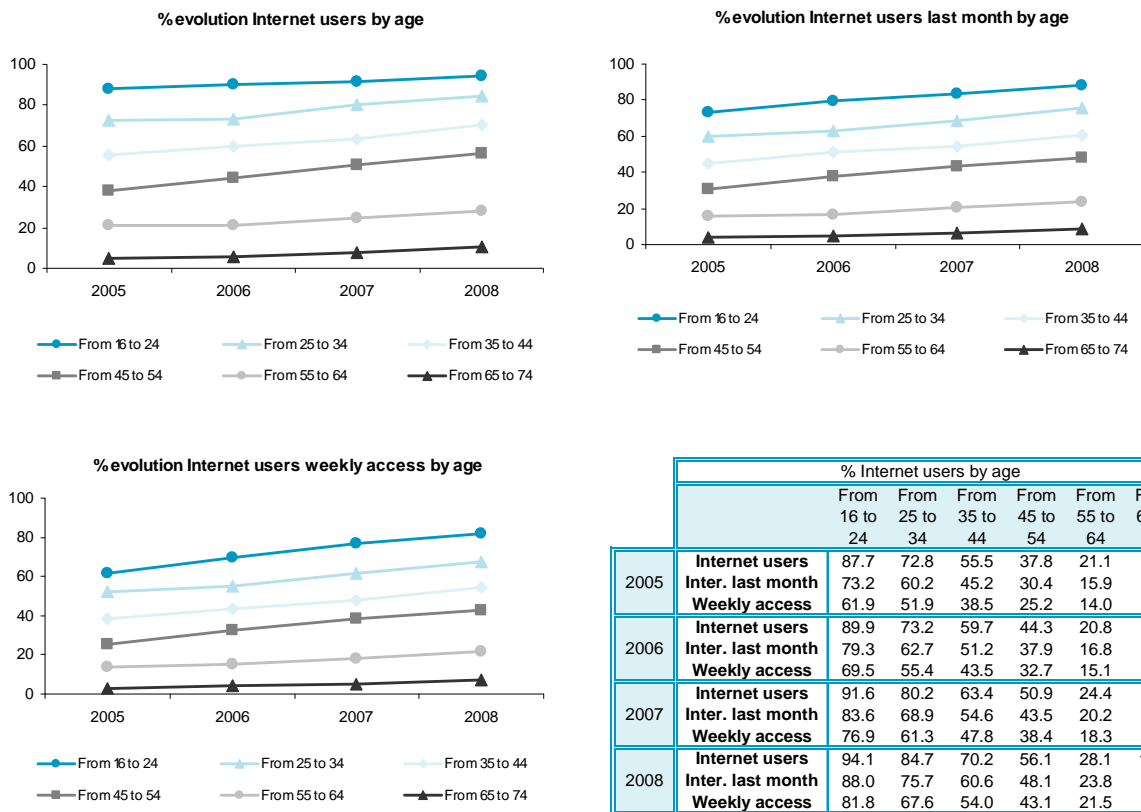 % evolution Internet users by age
100
80
60
40
20
0
2005 2006 2007 2008
From 16 to 24 From 25 to 34 From 35 to 44
From 45 to 54 From 55 to 64 From 65 to 74
% evolution Internet users last month by age
100
80
60
40
20
0
2005 2006 2007 2008
From 16 to 24 From 25 to 34 From 35 to 44
From 45 to 54 From 55 to 64 From 65 to 74
% evolution Internet users weekly access by age
100
80
60
40
20
0
2005 2006 2007 2008
From 16 to 24 From 25 to 34 From 35 to 44
From 45 to 54 From 55 to 64 From 65 to 74
% Internet users by age
From From From From From
16 to 25 to 35 to 45 to 55 to
24 34 44 54 64
2005
Internet users 87.7 72.8 55.5 37.8 21.1
Inter. last month 73.2 60.2 45.2 30.4 15.9
Weekly access 61.9 51.9 38.5 25.2 14.0
2006
Internet users 89.9 73.2 59.7 44.3 20.8
Inter. last month 79.3 62.7 51.2 37.9 16.8
Weekly access 69.5 55.4 43.5 32.7 15.1
2007
Internet users 91.6 80.2 63.4 50.9 24.4
Inter. last month 83.6 68.9 54.6 43.5 20.2
Weekly access 76.9 61.3 47.8 38.4 18.3
2008
Internet users 94.1 84.7 70.2 56.1 28.1
Inter. last month 88.0 75.7 60.6 48.1 23.8
Weekly access 81.8 67.6 54.0 43.1 21.5